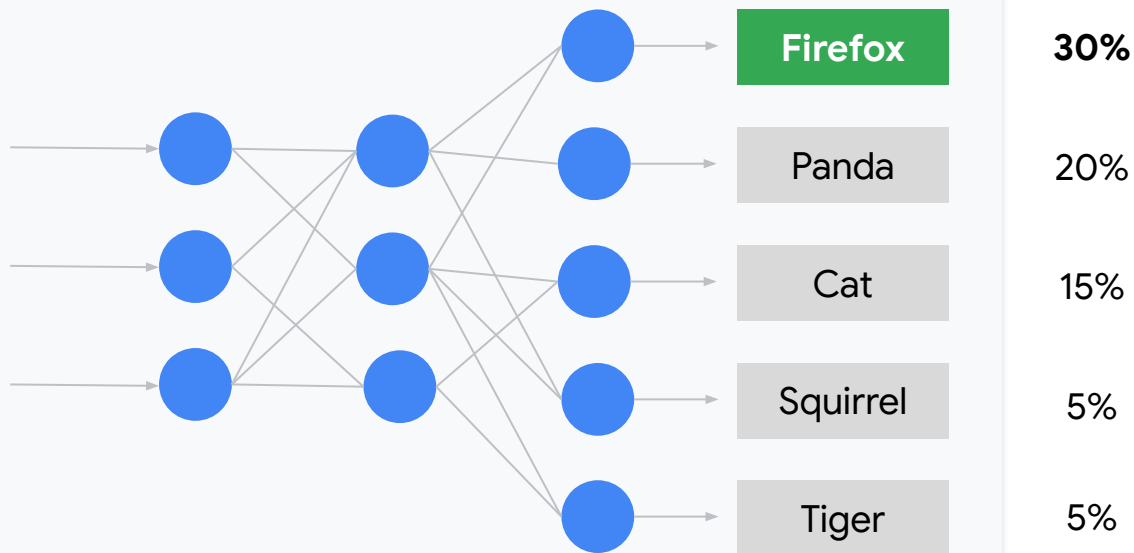 Firefox 30%
Panda 20%
Cat 15%
Squirrel 5%
Tiger 5%